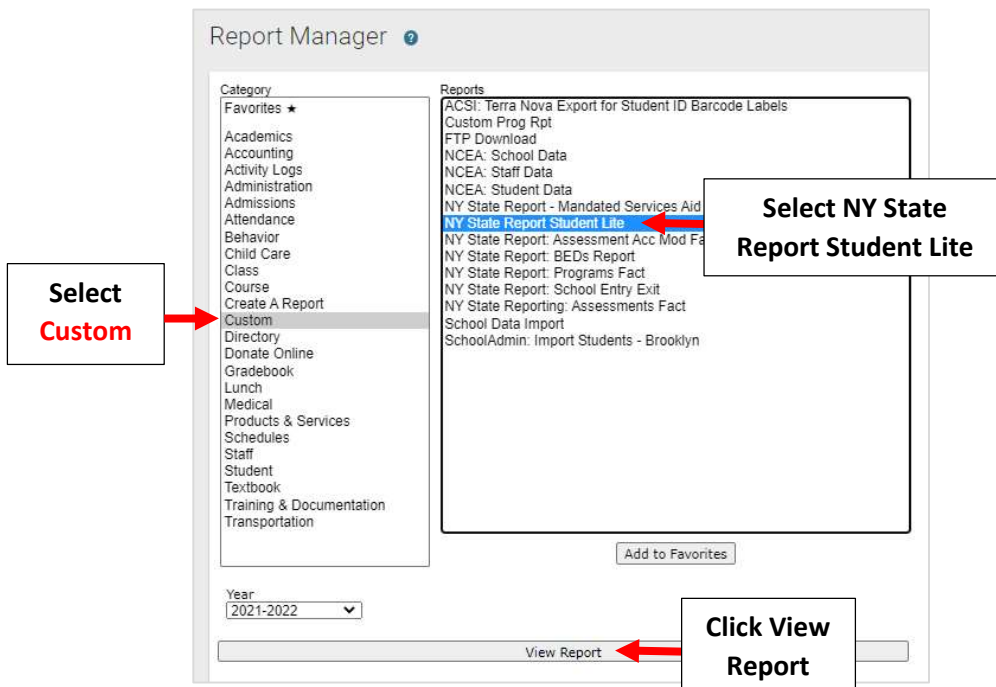 Report Manager ?
Category
Favorites ★
Academics
Accounting
Activity Logs
Administration
Admissions
Attendance
Behavior
Child Care
Class
Course
Create A Report
Custom
Directory
Donate Online
Gradebook
Lunch
Medical
Products & Services
Schedules
Staff
Student
Textbook
Training & Documentation
Transportation
Reports
ACSI: Terra Nova Export for Student ID Barcode Labels
Custom Prog Rpt
FTP Download
NCEA: School Data
NCEA: Staff Data
NCEA: Student Data
NY State Report - Mandated Services Aid
NY State Report Student Lite
NY State Report: Assessment Acc Mod Fa
NY State Report: BEDs Report
NY State Report: Programs Fact
NY State Report: School Entry Exit
NY State Reporting: Assessments Fact
School Data Import
SchoolAdmin: Import Students - Brooklyn
Select NY State
Report Student Lite
Select
Custom
Add to Favorites
Year
2021-2022
View Report
Click View
Report